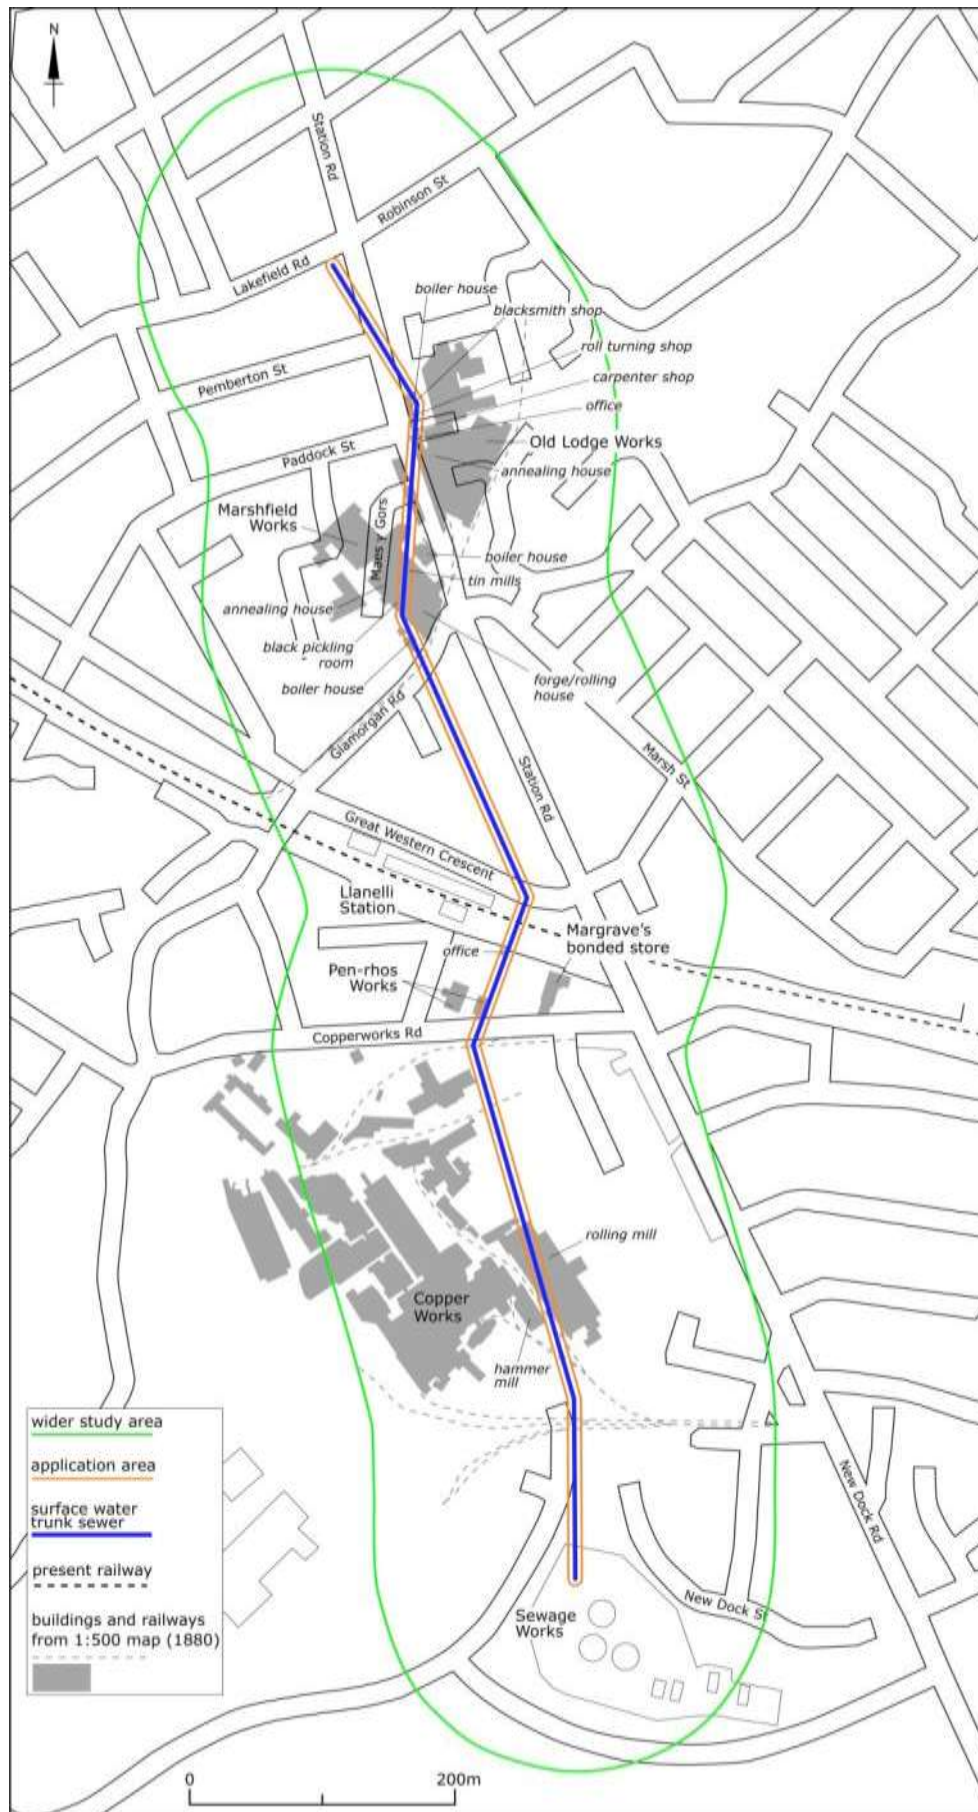 N
Station Rd
Robinson St
Lakefield Rd
boiler house
blacksmith shop
roll turning shop
Pemberton St
carpenter shop
office
Old Lodge Works
Paddock St
annealing house
Marshfield
Works
Maes y Gors
boiler house
tin mills
annealing house
black pickling
room
boiler house
forge/rolling
house
Glamorgan Rd
Station Rd
Marsh St
Great Western Crescent
Llanelli
Station
Margrave's
bonded store
office
Pen-rhos
Works
Copperworks Rd
rolling mill
Copper
Works
hammer
mill
wider study area
application area
surface water
trunk sewer
present railway
buildings and railways
from 1:500 map (1880)
New Dock Rd
New Dock St
Sewage
Works
0
200m